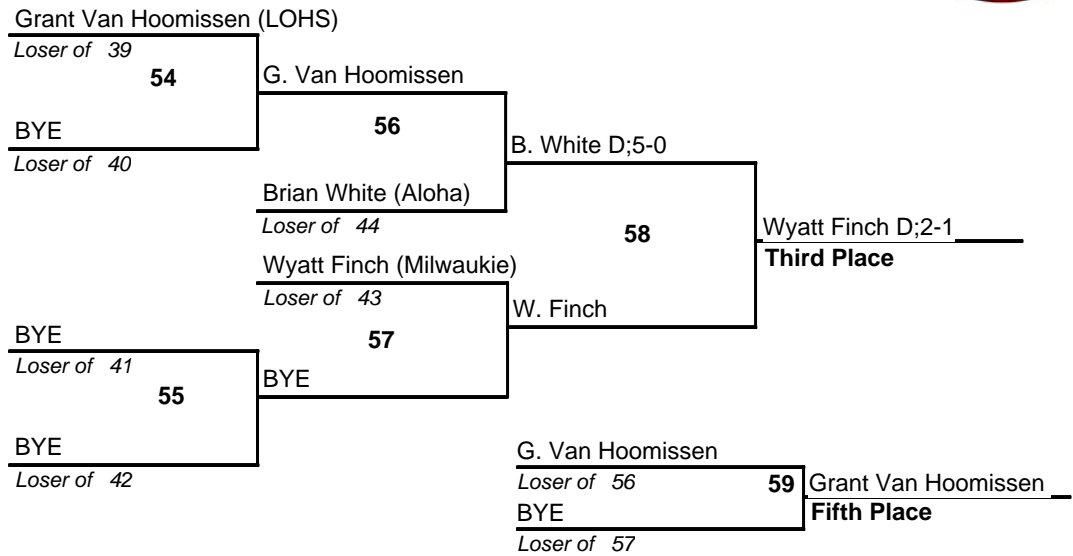 Grant Van Hoomissen (LOHS)
Loser of 39
54
G. Van Hoomissen
BYE
56
Loser of 40
B. White D;5-0
Brian White (Aloha)
Loser of 44
58
Wyatt Finch D;2-1
Third Place
Wyatt Finch (Milwaukie)
Loser of 43
W. Finch
BYE
57
Loser of 41
BYE
55
BYE
Loser of 42
G. Van Hoomissen
Loser of 56
59
Grant Van Hoomissen
BYE
Fifth Place
Loser of 57